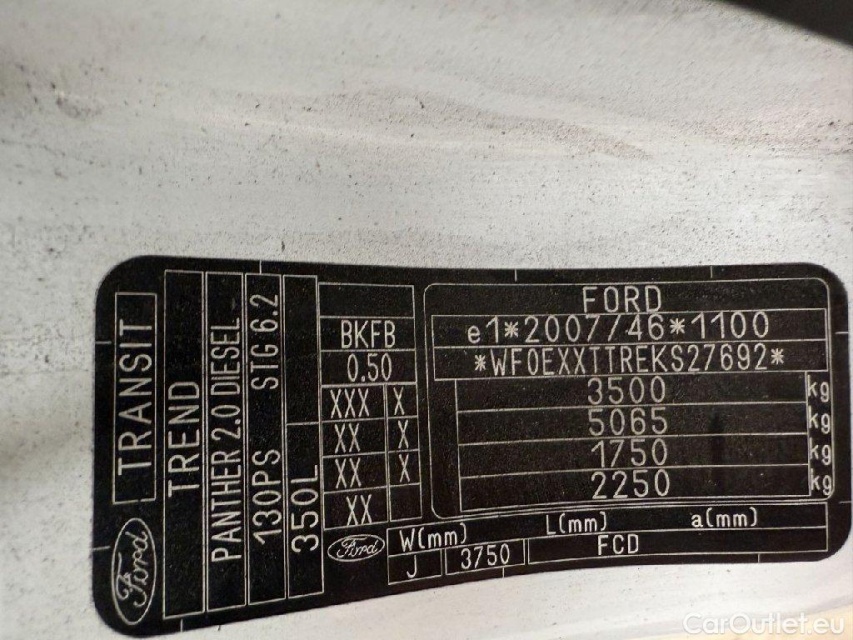 TRANSIT
TREND
PANTHER 2.0 DIESEL
130PS STG 6.2
350L
Ford
BKFB
0.50
XXX X
XX X
XX X
XX
FORD
e1*2007/46*1100
*WF0EXXTTREKS27692*
3500 kg
5065 kg
1750 kg
2250 kg
Ford
W(mm) L(mm) a(mm)
J 3750 FCD
CarOutlet.eu